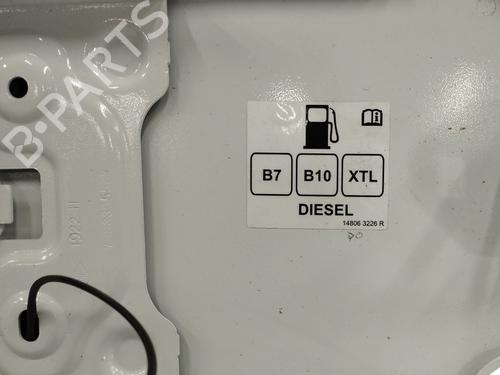 B-PARTS
B7 B10 XTL
DIESEL
14806 3226 R